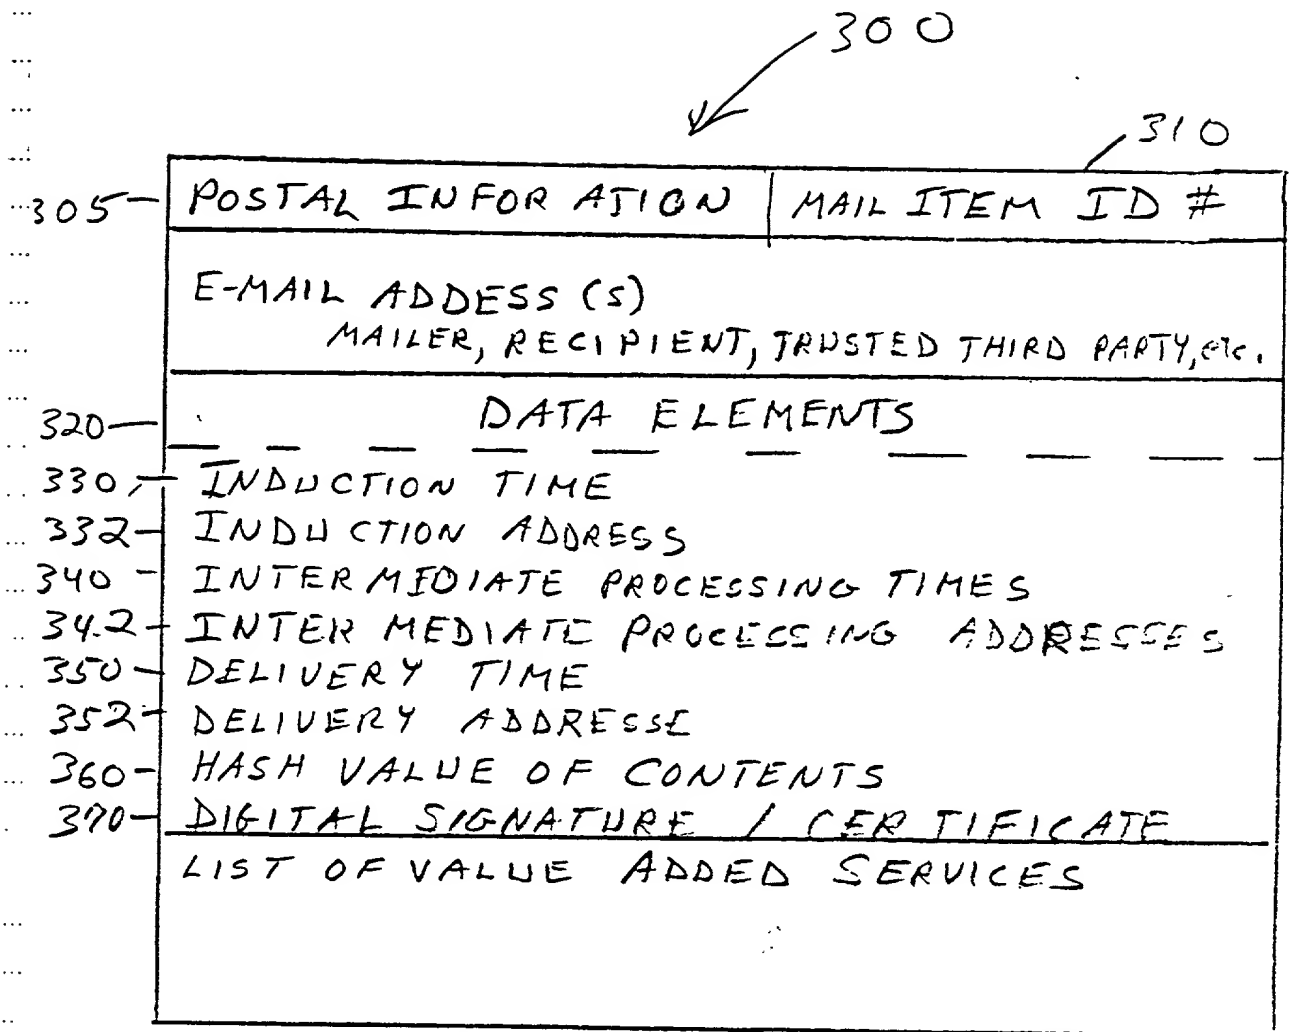 300
310
305 POSTAL INFORATION MAIL ITEM ID #
E-MAIL ADDESS (S)
MAILER, RECIPIENT, TRUSTED THIRD PARTY, etc.
320 DATA ELEMENTS
330 INDUCTION TIME
332 INDUCTION ADDRESS
340 INTERMEDIATE PROCESSING TIMES
342 INTERMEDIATE PROCESSING ADDRESSES
350 DELIVERY TIME
352 DELIVERY ADDRESSE
360 HASH VALUE OF CONTENTS
370 DIGITAL SIGNATURE / CERTIFICATE
LIST OF VALUE ADDED SERVICES